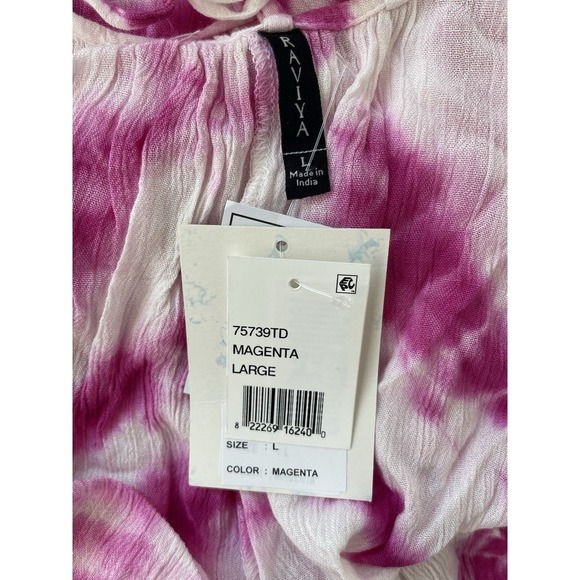 RAVIYA
L
Made in
India
75739TD
MAGENTA
LARGE
8 22269 16240 0
SIZE : L
COLOR : MAGENTA